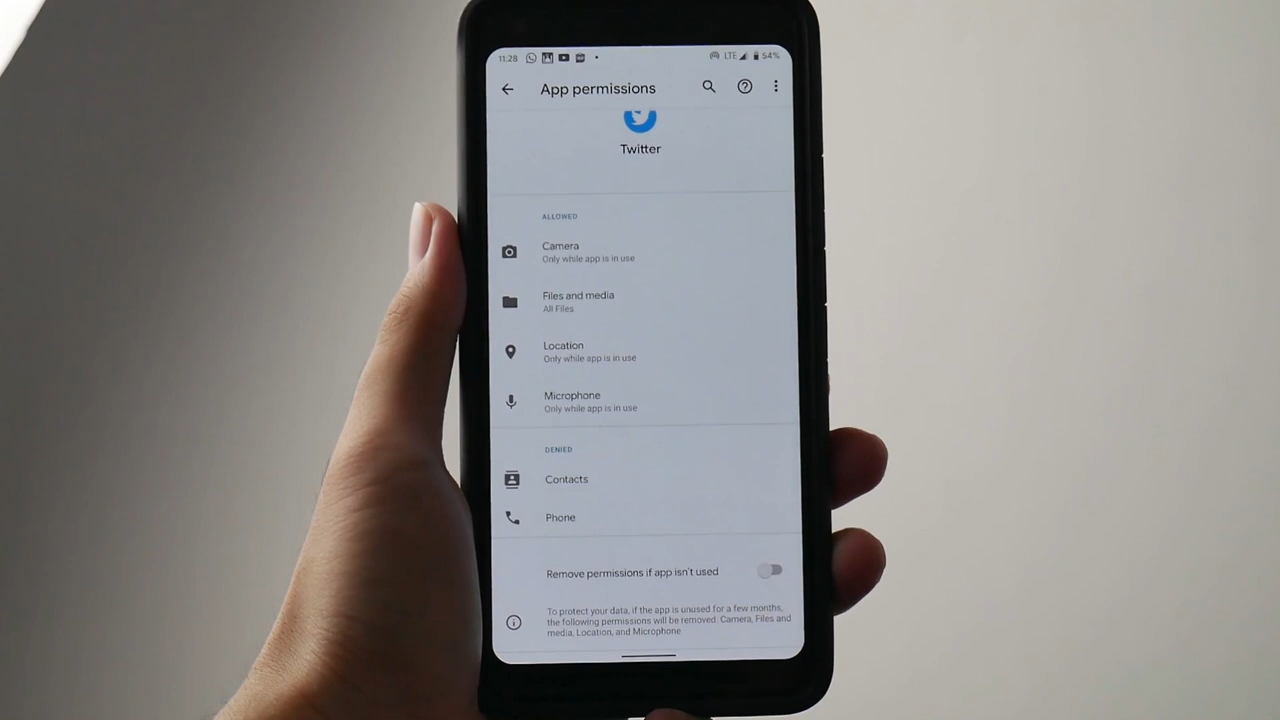 11:28 LTE 54%
App permissions
Twitter
ALLOWED
Camera
Only while app is in use
Files and media
All Files
Location
Only while app is in use
Microphone
Only while app is in use
DENIED
Contacts
Phone
Remove permissions if app isn't used
To protect your data, if the app is unused for a few months,
the following permissions will be removed: Camera, Files and
media, Location, and Microphone